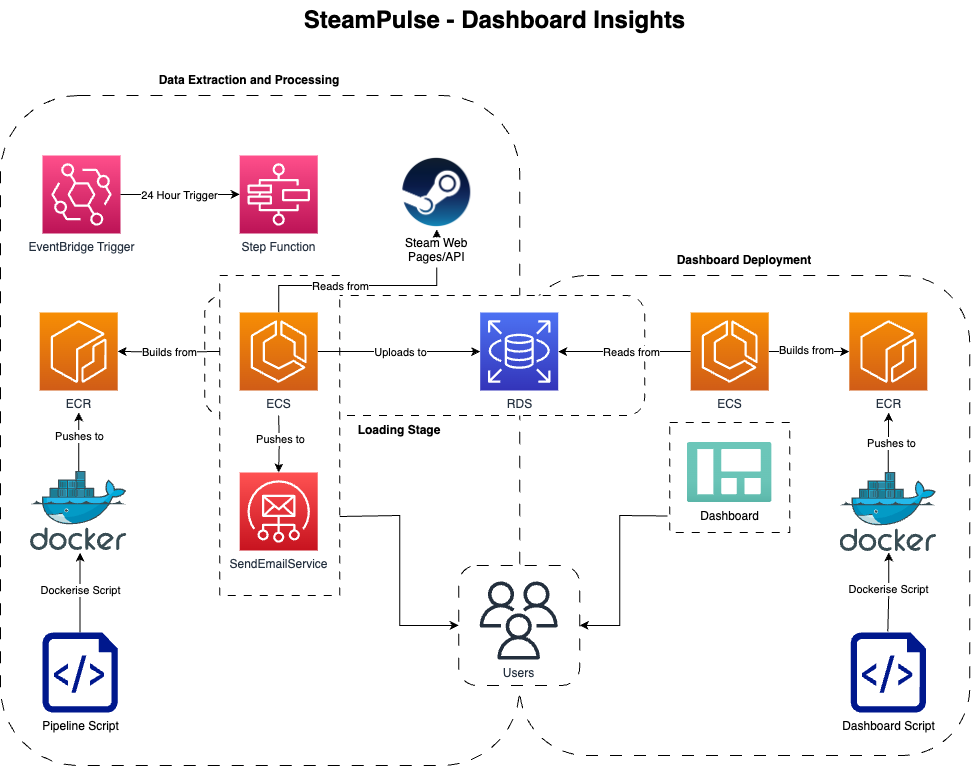 SteamPulse - Dashboard Insights
Data Extraction and Processing
24 Hour Trigger
EventBridge Trigger
Step Function
Steam Web
Pages/API
Dashboard Deployment
Reads from
Builds from
Uploads to
Reads from
Builds from
ECR
ECS
RDS
ECS
ECR
Pushes to
Pushes to
Loading Stage
Pushes to
docker
SendEmailService
Dashboard
docker
Dockerise Script
Dockerise Script
</>
Pipeline Script
Users
</>
Dashboard Script